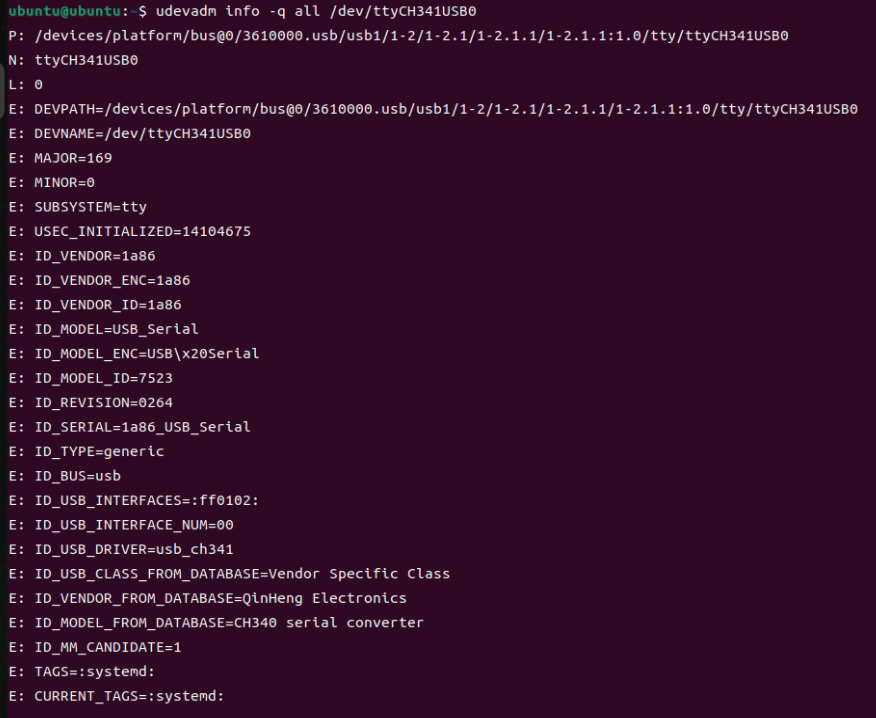 ubuntu@ubuntu:~$ udevadm info -q all /dev/ttyCH341USB0
P: /devices/platform/bus@0/3610000.usb/usb1/1-2/1-2.1/1-2.1.1/1-2.1.1:1.0/tty/ttyCH341USB0
N: ttyCH341USB0
L: 0
E: DEVPATH=/devices/platform/bus@0/3610000.usb/usb1/1-2/1-2.1/1-2.1.1/1-2.1.1:1.0/tty/ttyCH341USB0
E: DEVNAME=/dev/ttyCH341USB0
E: MAJOR=169
E: MINOR=0
E: SUBSYSTEM=tty
E: USEC_INITIALIZED=14104675
E: ID_VENDOR=1a86
E: ID_VENDOR_ENC=1a86
E: ID_VENDOR_ID=1a86
E: ID_MODEL=USB_Serial
E: ID_MODEL_ENC=USB\x20Serial
E: ID_MODEL_ID=7523
E: ID_REVISION=0264
E: ID_SERIAL=1a86_USB_Serial
E: ID_TYPE=generic
E: ID_BUS=usb
E: ID_USB_INTERFACES=:ff0102:
E: ID_USB_INTERFACE_NUM=00
E: ID_USB_DRIVER=usb_ch341
E: ID_USB_CLASS_FROM_DATABASE=Vendor Specific Class
E: ID_VENDOR_FROM_DATABASE=QinHeng Electronics
E: ID_MODEL_FROM_DATABASE=CH340 serial converter
E: ID_MM_CANDIDATE=1
E: TAGS=:systemd:
E: CURRENT_TAGS=:systemd: